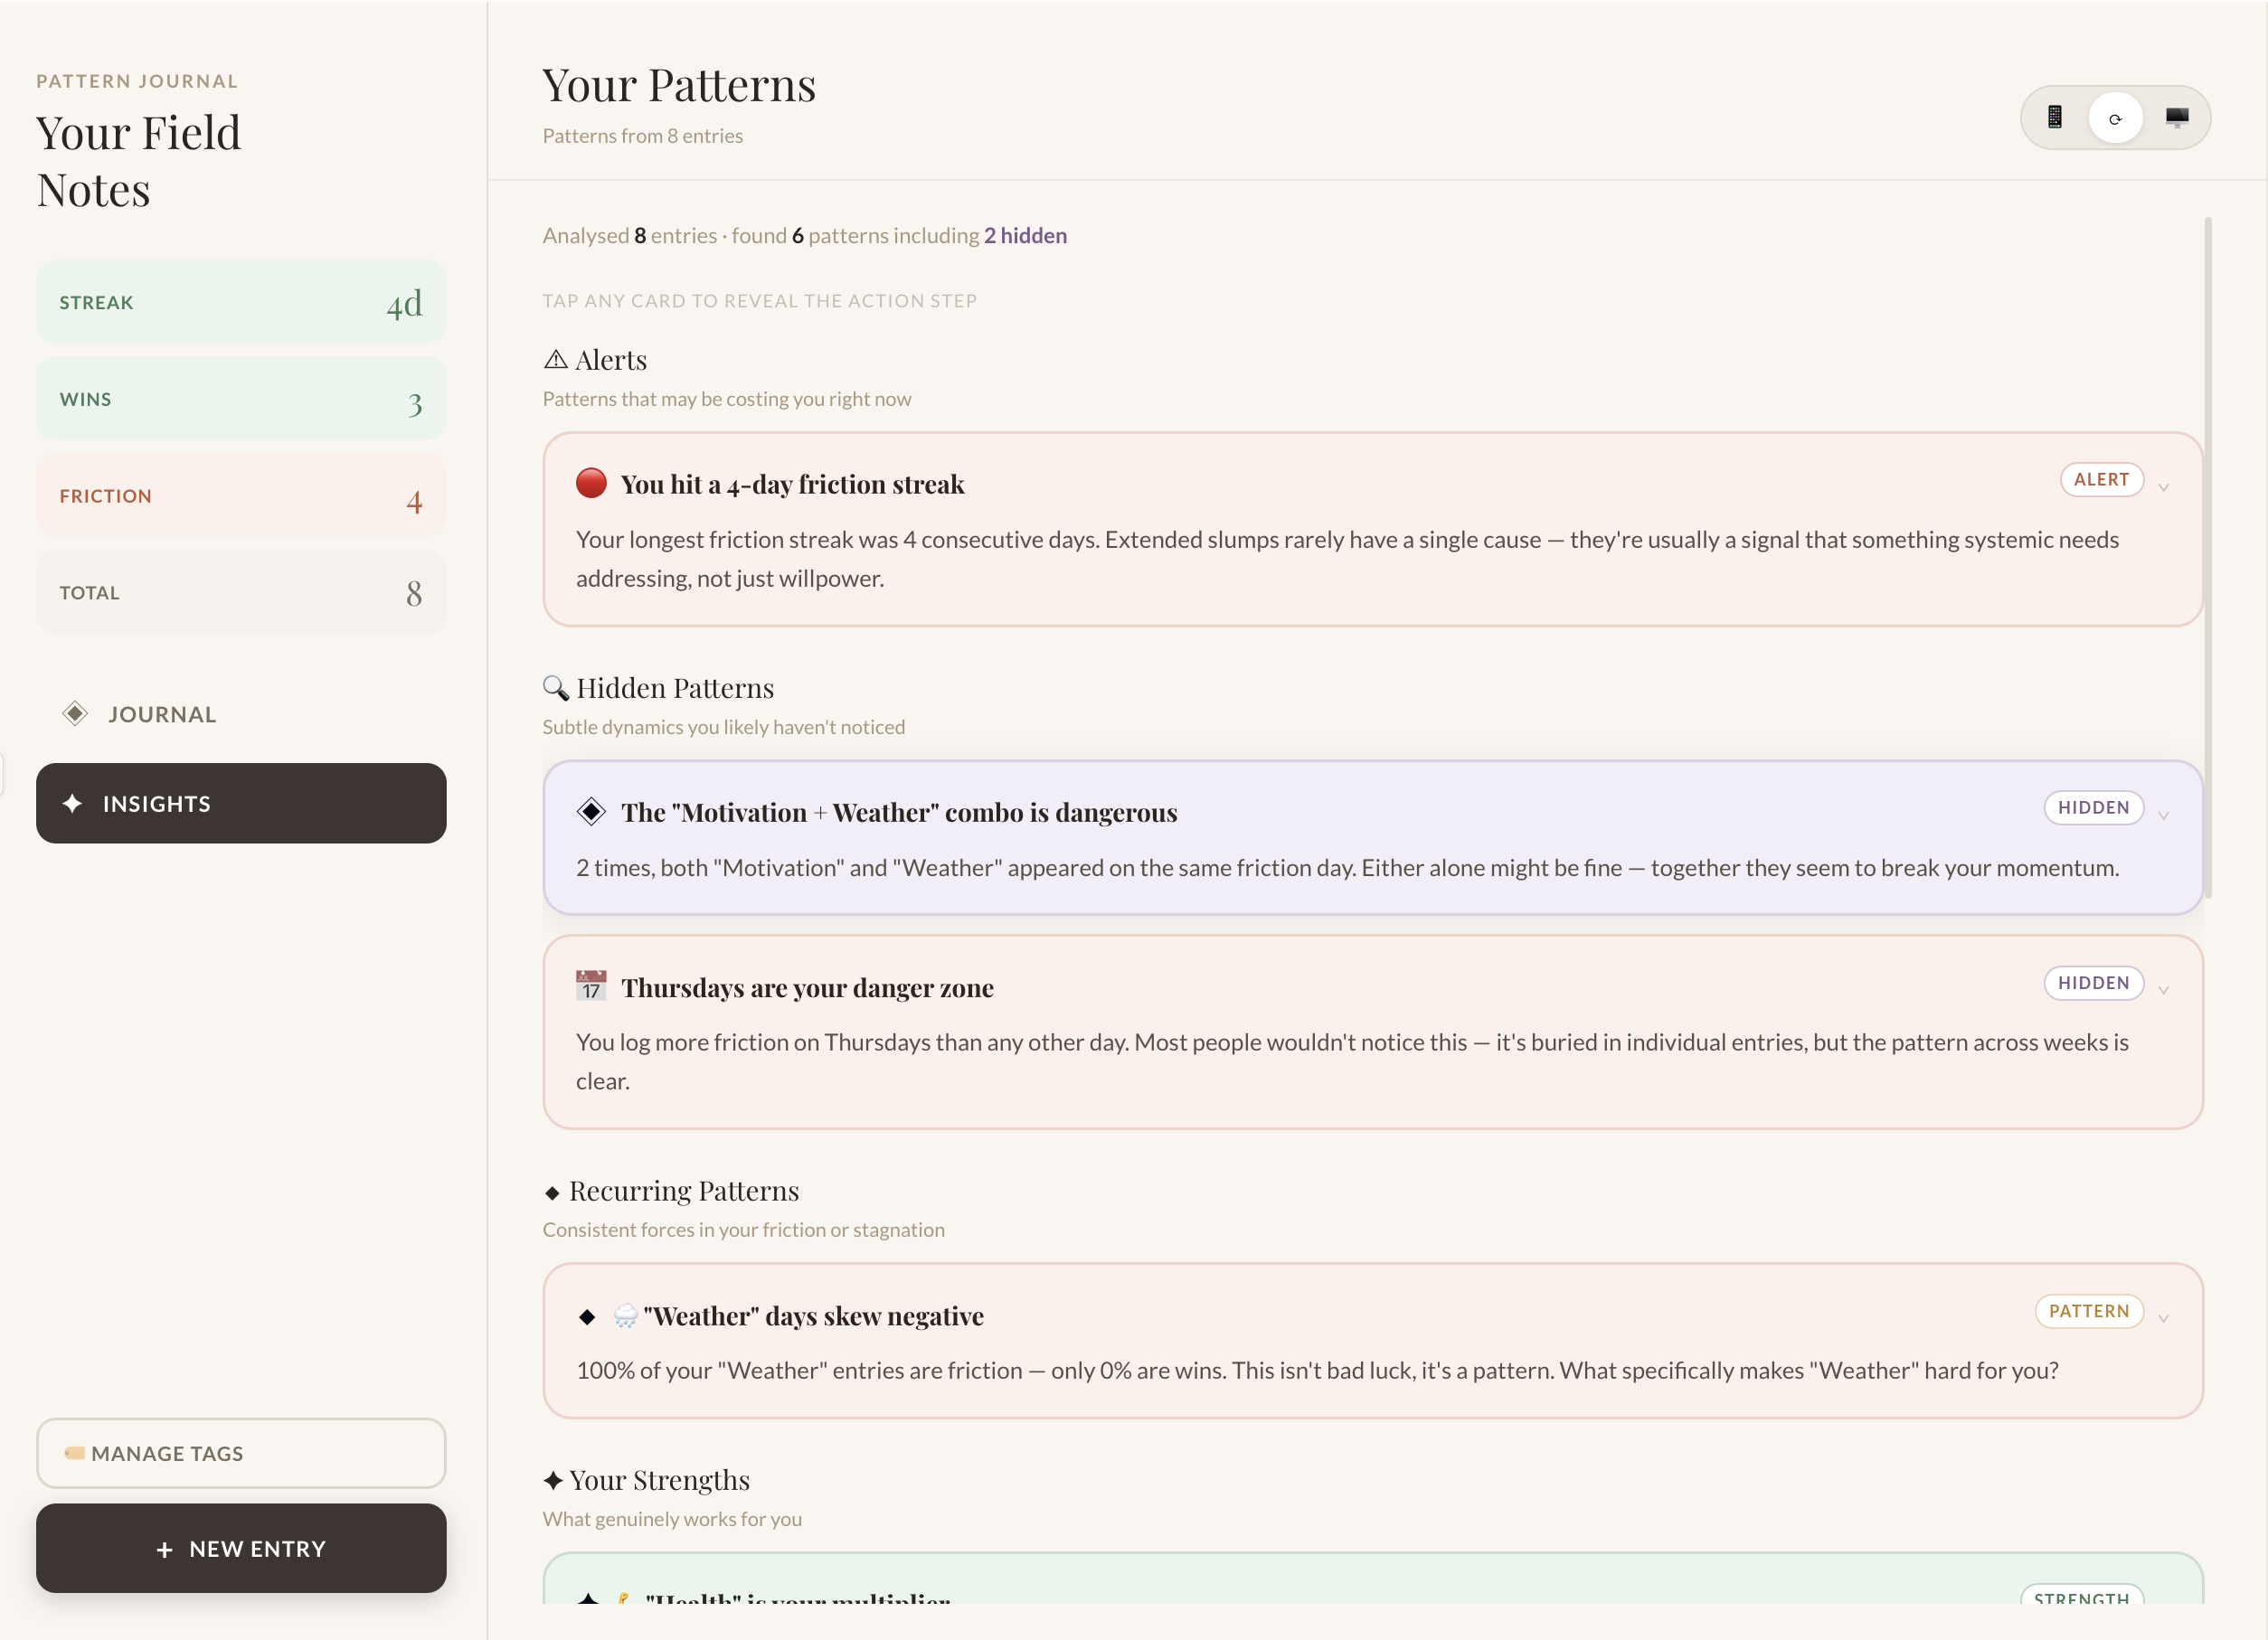 PATTERN JOURNAL
Your Field
Notes
STREAK 4d
WINS 3
FRICTION 4
TOTAL 8
JOURNAL
INSIGHTS
MANAGE TAGS
+ NEW ENTRY
Your Patterns
Patterns from 8 entries
Analysed 8 entries · found 6 patterns including 2 hidden
TAP ANY CARD TO REVEAL THE ACTION STEP
Alerts
Patterns that may be costing you right now
You hit a 4-day friction streak ALERT
Your longest friction streak was 4 consecutive days. Extended slumps rarely have a single cause — they're usually a signal that something systemic needs
addressing, not just willpower.
Hidden Patterns
Subtle dynamics you likely haven't noticed
The "Motivation + Weather" combo is dangerous HIDDEN
2 times, both "Motivation" and "Weather" appeared on the same friction day. Either alone might be fine — together they seem to break your momentum.
17 Thursdays are your danger zone HIDDEN
You log more friction on Thursdays than any other day. Most people wouldn't notice this — it's buried in individual entries, but the pattern across weeks is
clear.
Recurring Patterns
Consistent forces in your friction or stagnation
"Weather" days skew negative PATTERN
100% of your "Weather" entries are friction — only 0% are wins. This isn't bad luck, it's a pattern. What specifically makes "Weather" hard for you?
Your Strengths
What genuinely works for you
"Health" is your multiplier STRENGTH